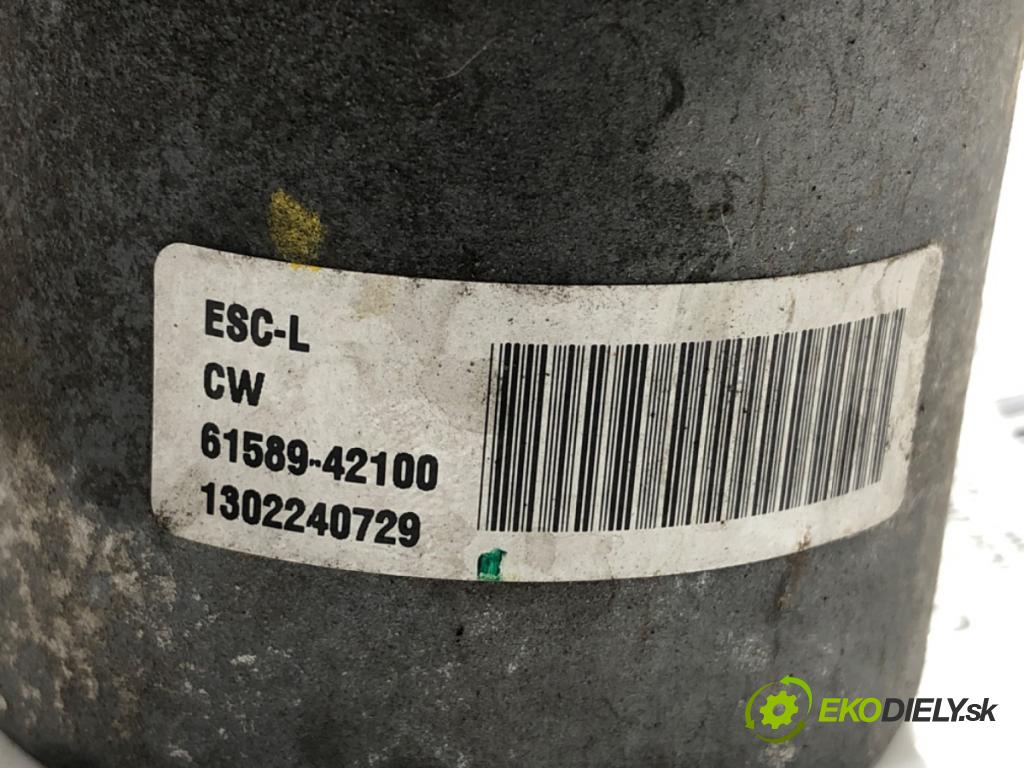 ESC-L
CW
61589-42100
1302240729
EKODIELY.sk